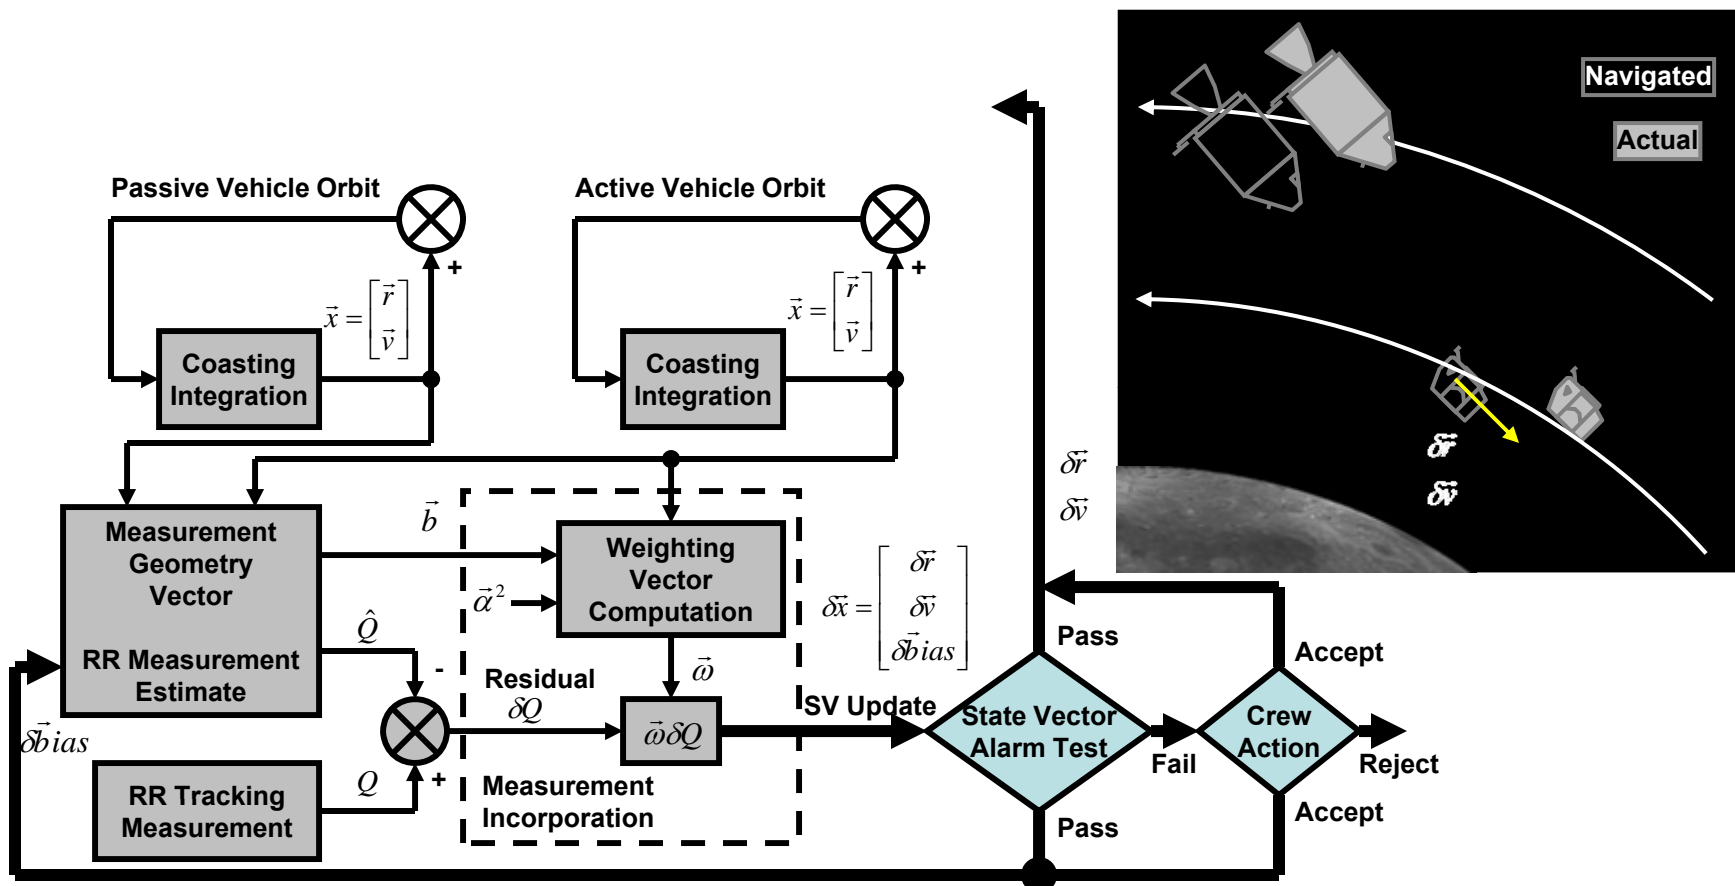 Navigated
Actual
Passive Vehicle Orbit
Active Vehicle Orbit
+
+
x⃗ = [r⃗ v⃗]
x⃗ = [r⃗ v⃗]
Coasting
Integration
Coasting
Integration
δr⃗
δv⃗
δr⃗
δv⃗
Measurement
Geometry
Vector
RR Measurement
Estimate
b⃗
Weighting
Vector
Computation
α⃗²
Q̂
-
ω⃗
δx⃗ = [δr⃗ δv⃗ δb⃗ias]
Pass
Accept
Residual
δQ
ω⃗δQ
SV Update
State Vector
Alarm Test
Fail
Crew
Action
Reject
δb⃗ias
Q
+
RR Tracking
Measurement
Measurement
Incorporation
Pass
Accept